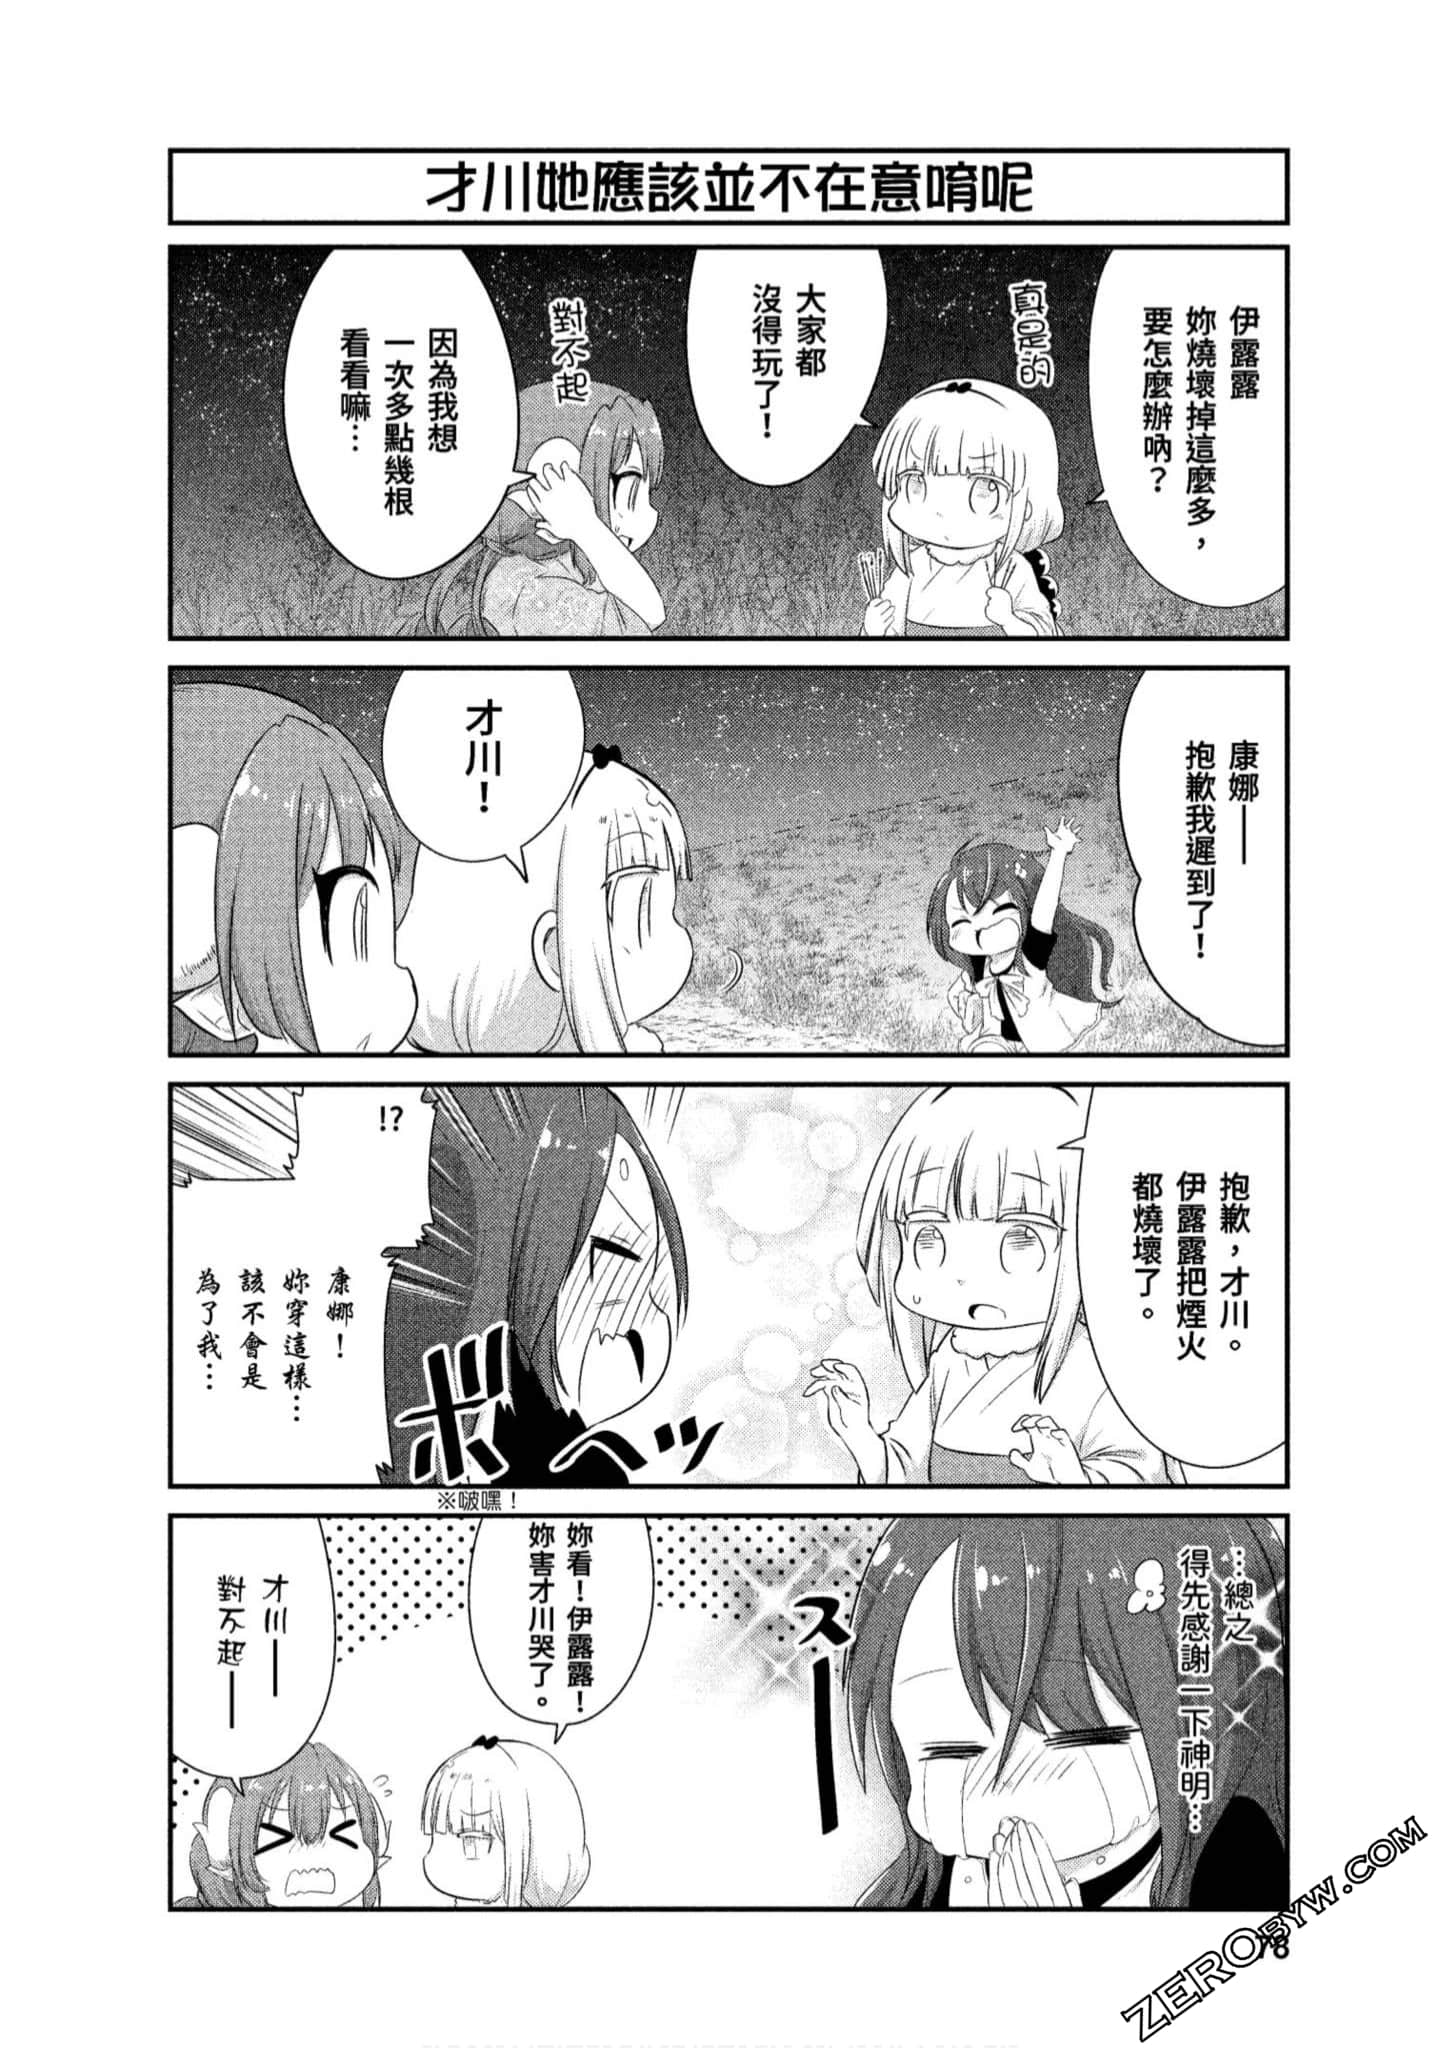 才川她應該並不在意唷呢
伊露露
妳燒壞掉這麼多，
要怎麼辦吶？
真是的
大家都
沒得玩了！
對不起
因為我想
一次多點幾根
看看嘛…
康娜——
抱歉我遲到了！
才川！
抱歉，才川。
伊露露把煙火
都燒壞了。
!?
康娜！
妳穿這樣…
該不會是
為了我…
ボヘッ
※啵嘿！
…總之
得先感謝一下神明…
スー
妳看！伊露露！
妳害才川哭了。
才川——
對不起——
78
ZEROBYW.COM